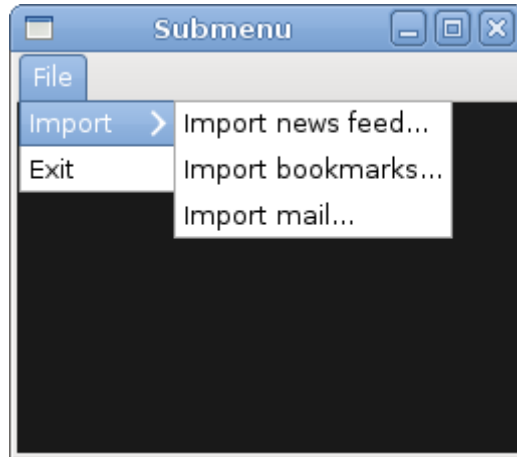 Submenu
File
Import
Exit
Import news feed...
Import bookmarks...
Import mail...